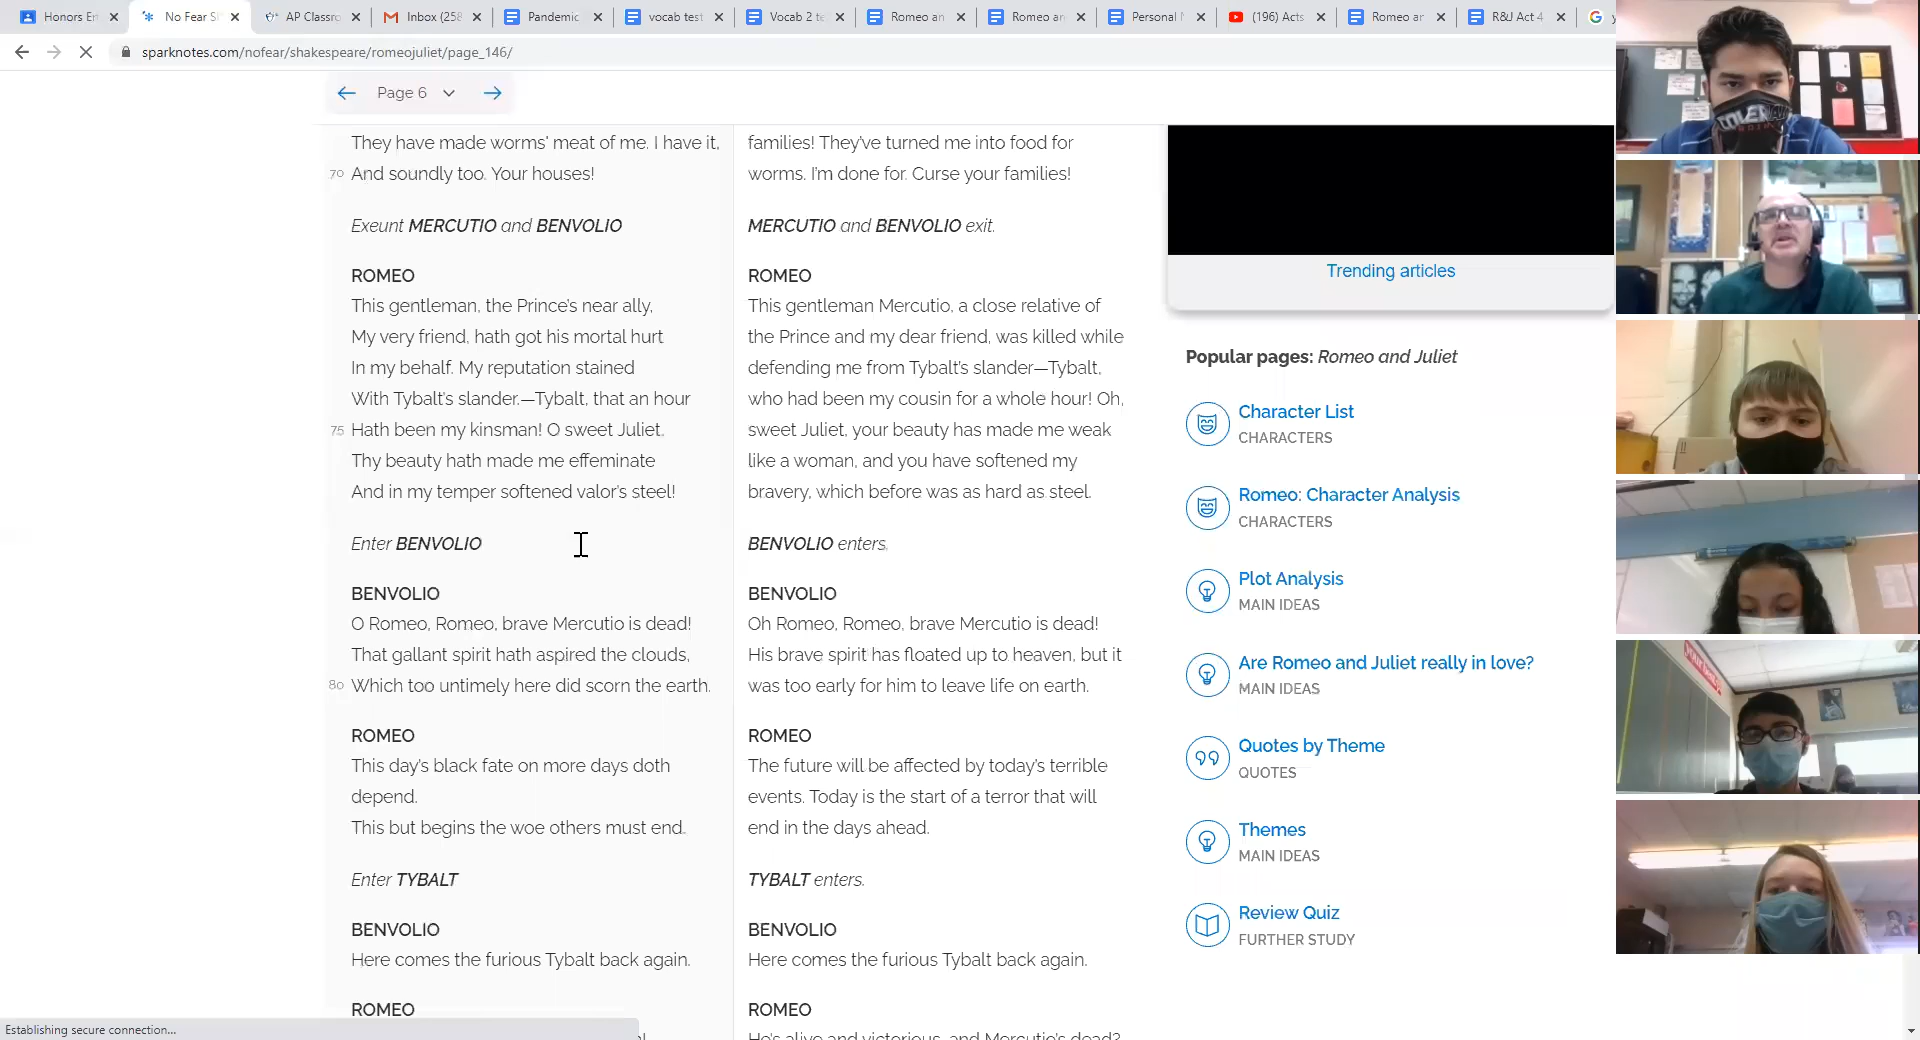 Honors E
No Fear S
AP Classro
Inbox (258
Pandemic
vocab test
Vocab 2 te
Romeo an
Romeo an
Personal
(196) Acts
Romeo ar
R&J Act 4
sparknotes.com/nofear/shakespeare/romeojuliet/page_146/
Page 6
They have made worms' meat of me. I have it,
70 And soundly too. Your houses!
Exeunt MERCUTIO and BENVOLIO
ROMEO
This gentleman, the Prince's near ally,
My very friend, hath got his mortal hurt
In my behalf. My reputation stained
With Tybalt's slander.—Tybalt, that an hour
75 Hath been my kinsman! O sweet Juliet,
Thy beauty hath made me effeminate
And in my temper softened valor's steel!
Enter BENVOLIO
BENVOLIO
O Romeo, Romeo, brave Mercutio is dead!
That gallant spirit hath aspired the clouds,
80 Which too untimely here did scorn the earth.
ROMEO
This day's black fate on more days doth
depend.
This but begins the woe others must end.
Enter TYBALT
BENVOLIO
Here comes the furious Tybalt back again.
ROMEO
families! They've turned me into food for
worms. I'm done for. Curse your families!
MERCUTIO and BENVOLIO exit.
ROMEO
This gentleman Mercutio, a close relative of
the Prince and my dear friend, was killed while
defending me from Tybalt's slander—Tybalt,
who had been my cousin for a whole hour! Oh,
sweet Juliet, your beauty has made me weak
like a woman, and you have softened my
bravery, which before was as hard as steel.
BENVOLIO enters.
BENVOLIO
Oh Romeo, Romeo, brave Mercutio is dead!
His brave spirit has floated up to heaven, but it
was too early for him to leave life on earth.
ROMEO
The future will be affected by today's terrible
events. Today is the start of a terror that will
end in the days ahead.
TYBALT enters.
BENVOLIO
Here comes the furious Tybalt back again.
ROMEO
He's alive and victorious, and Mercutio's dead?
Trending articles
Popular pages: Romeo and Juliet
Character List
CHARACTERS
Romeo: Character Analysis
CHARACTERS
Plot Analysis
MAIN IDEAS
Are Romeo and Juliet really in love?
MAIN IDEAS
Quotes by Theme
QUOTES
Themes
MAIN IDEAS
Review Quiz
FURTHER STUDY
Establishing secure connection...